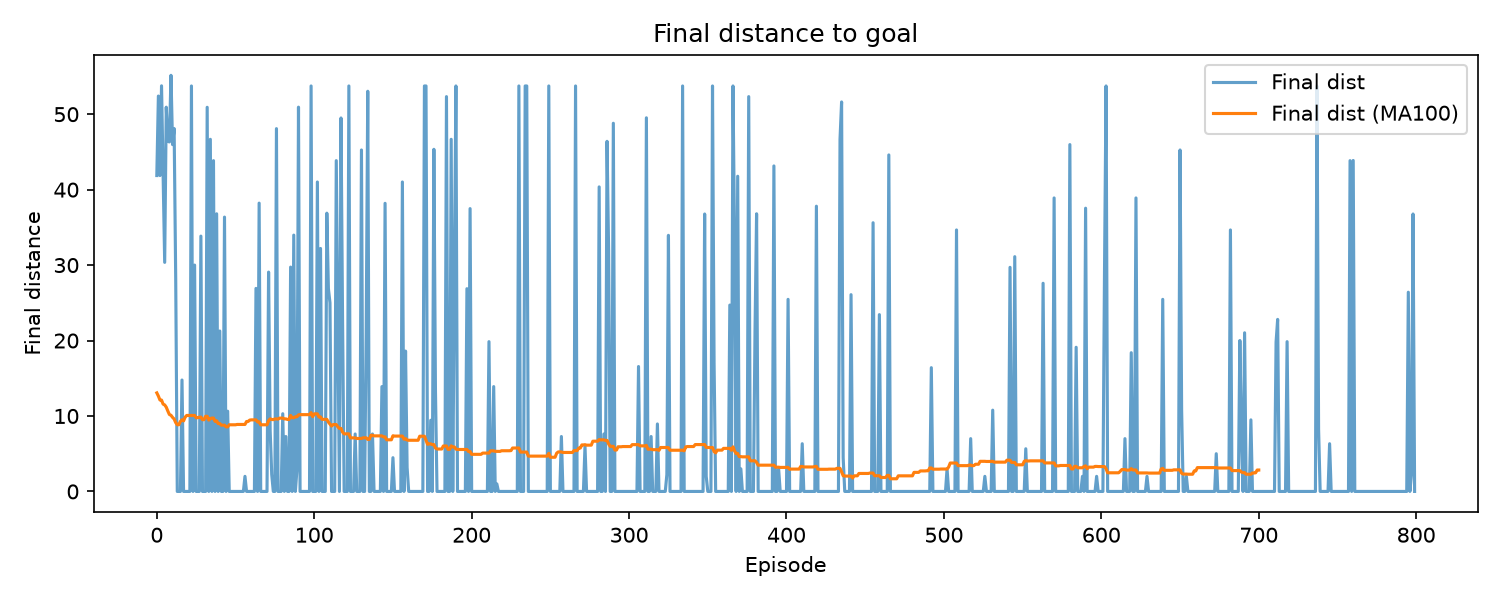 Final distance to goal
Final dist
Final dist (MA100)
Final distance
50
40
30
20
10
0
0 100 200 300 400 500 600 700 800
Episode